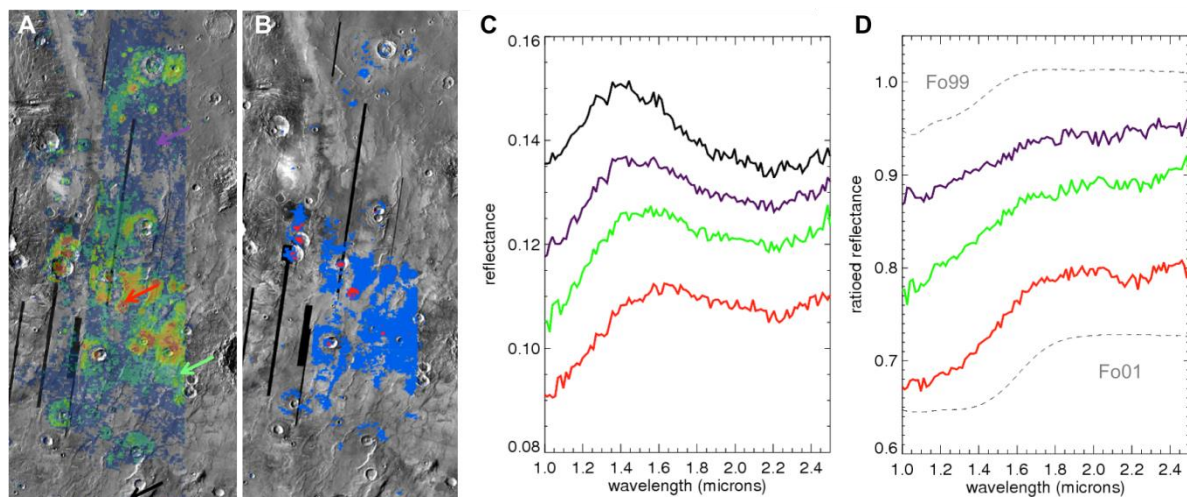 A
B
C
0.16
0.14
0.12
0.10
0.08
reflectance
1.0 1.2 1.4 1.6 1.8 2.0 2.2 2.4
wavelength (microns)
D
1.0
0.9
0.8
0.7
0.6
ratioed reflectance
Fo99
Fo01
1.0 1.2 1.4 1.6 1.8 2.0 2.2 2.4
wavelength (microns)